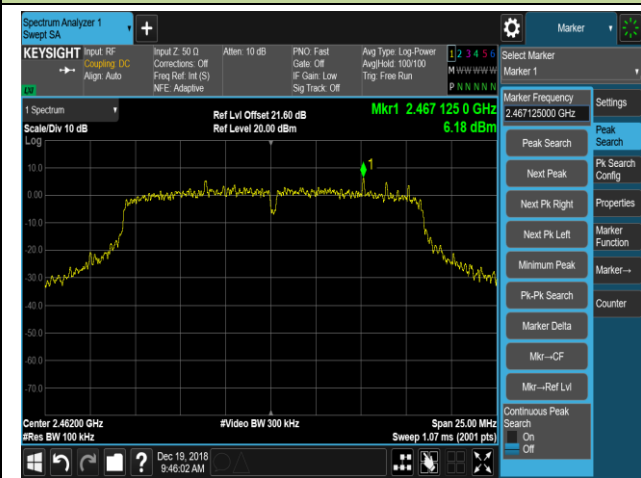 Spectrum Analyzer 1
Swept SA
Marker
KEYSIGHT
Input: RF
Coupling: DC
Align: Auto
Input Z: 50 Ω
Corrections: Off
Freq Ref: Int (S)
NFE: Adaptive
Atten: 10 dB
PNO: Fast
Gate: Off
IF Gain: Low
Sig Track: Off
Avg Type: Log-Power
Avg|Hold: 100/100
Trig: Free Run
1 2 3 4 5 6
M W W W W W
P N N N N N
LXI
Select Marker
Marker 1
1 Spectrum
Scale/Div 10 dB
Log
Ref Lvl Offset 21.60 dB
Ref Level 20.00 dBm
Mkr1 2.467 125 0 GHz
6.18 dBm
1
10.0
0.00
-10.0
-20.0
-30.0
-40.0
-50.0
-60.0
-70.0
Center 2.46200 GHz
#Res BW 100 kHz
#Video BW 300 kHz
Span 25.00 MHz
Sweep 1.07 ms (2001 pts)
Marker Frequency
2.467125000 GHz
Peak Search
Next Peak
Next Pk Right
Next Pk Left
Minimum Peak
Pk-Pk Search
Marker Delta
Mkr→CF
Mkr→Ref Lvl
Continuous Peak
Search
On
Off
Settings
Peak
Search
Pk Search
Config
Properties
Marker
Function
Marker→
Counter
?
Dec 19, 2018
9:46:02 AM